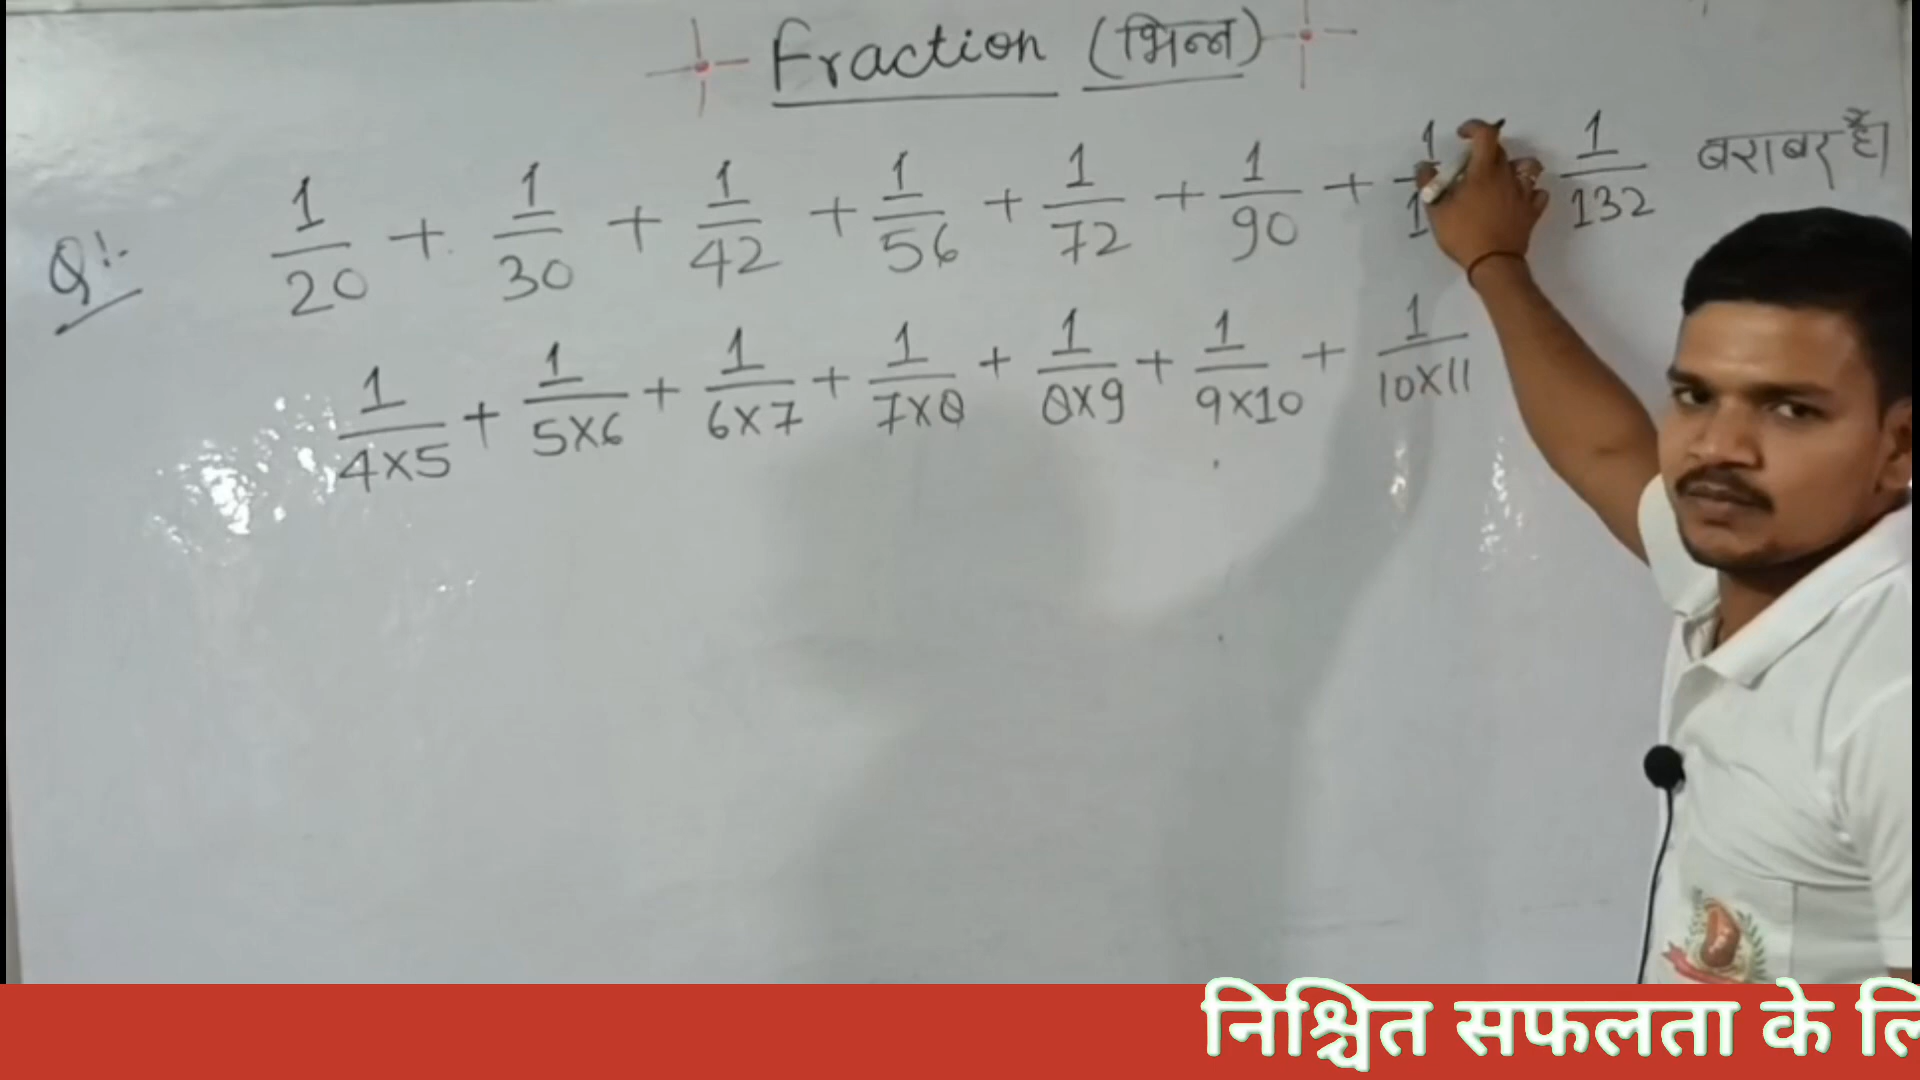 Fraction (भिन्न)
Q!- 1/20 + 1/30 + 1/42 + 1/56 + 1/72 + 1/90 + 1/1 1/132 बराबर है।
1/4×5 + 1/5×6 + 1/6×7 + 1/7×8 + 1/8×9 + 1/9×10 + 1/10×11
निश्चित सफलता के